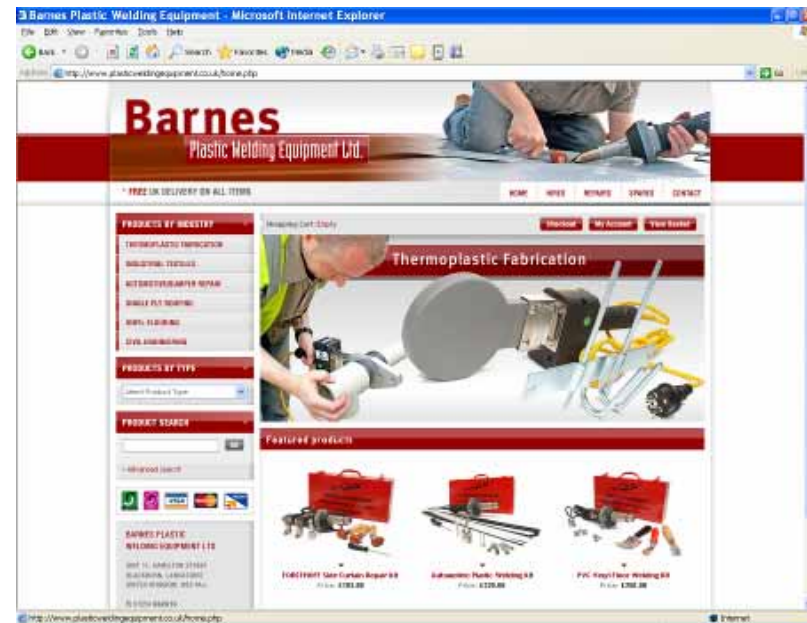 Barnes Plastic Welding Equipment - Microsoft Internet Explorer
File Edit View Favorites Tools Help
Back Search Favorites Media
http://www.plasticweldingequipment.co.uk/home.php Go
Barnes
Plastic Welding Equipment Ltd.
* FREE UK DELIVERY ON ALL ITEMS
HOME HIRES REPAIRS SPARES CONTACT
PRODUCTS BY INDUSTRY
Shopping Cart: Empty
Checkout My Account View Basket
THERMOPLASTIC FABRICATION
INDUSTRIAL TEXTILES
AUTOMOTIVE/BUMPER REPAIR
SINGLE PLY ROOFING
VINYL FLOORING
CIVIL ENGINEERING
Thermoplastic Fabrication
PRODUCTS BY TYPE
Select Product Type
PRODUCT SEARCH
Advanced Search
VISA
Featured products
BARNES PLASTIC
WELDING EQUIPMENT LTD
UNITED KINGDOM
Side Curtain Repair Kit
Automotive Plastic Welding Kit
PVC Vinyl Floor Welding Kit
http://www.plasticweldingequipment.co.uk/home.php
Internet